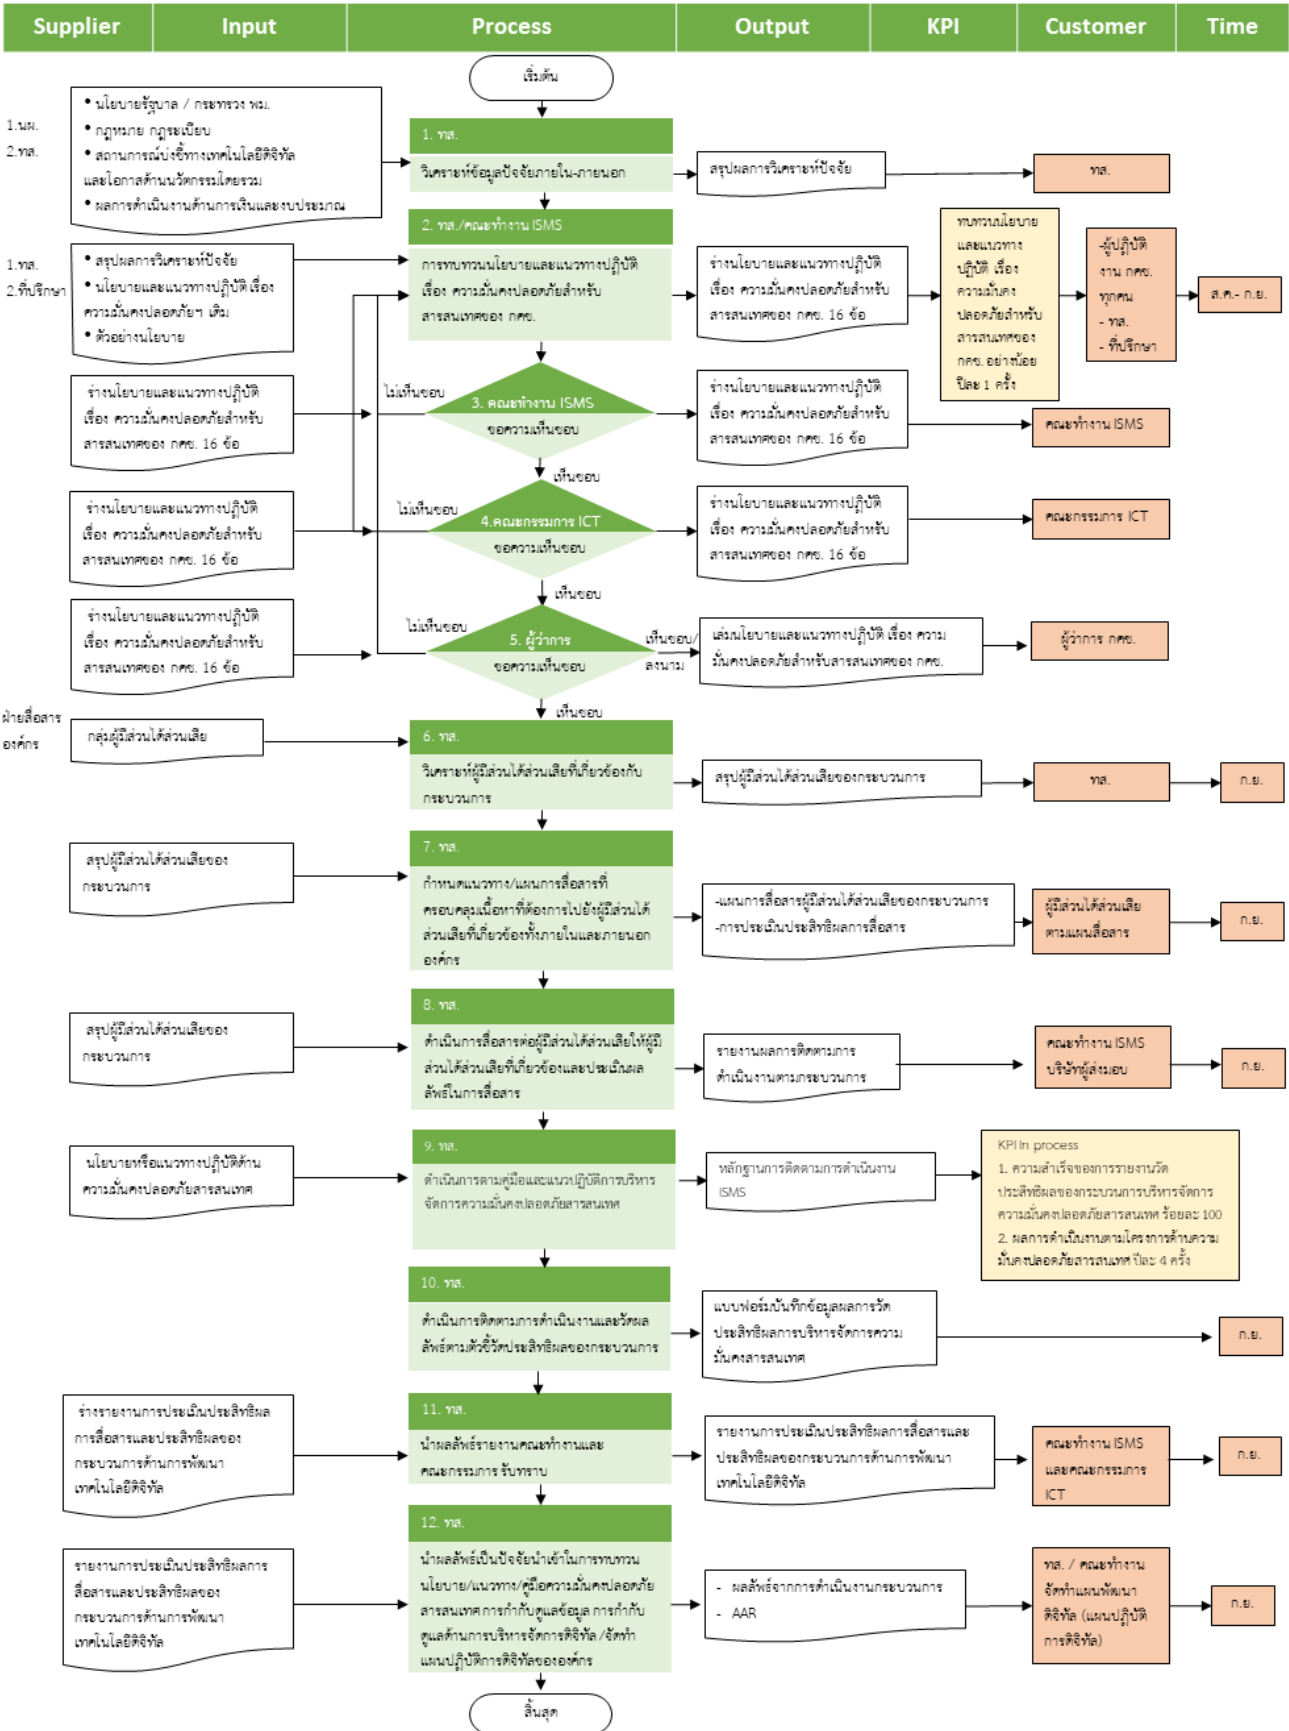 Supplier
Input
Process
Output
KPI
Customer
Time
เริ่มต้น
1.นผ.
2.ทส.
• นโยบายรัฐบาล / กระทรวง พม.
• กฎหมาย กฎระเบียบ
• สถานการณ์บ่งชี้ทางเทคโนโลยีดิจิทัล
และโอกาสด้านนวัตกรรมโดยรวม
• ผลการดำเนินงานด้านการเงินและงบประมาณ
1. ทส.
วิเคราะห์ข้อมูลปัจจัยภายใน-ภายนอก
สรุปผลการวิเคราะห์ปัจจัย
ทส.
1.ทส.
2.ที่ปรึกษา
• สรุปผลการวิเคราะห์ปัจจัย
• นโยบายและแนวทางปฏิบัติ เรื่อง
ความมั่นคงปลอดภัยฯ เดิม
• ตัวอย่างนโยบาย
2. ทส./คณะทำงาน ISMS
การทบทวนนโยบายและแนวทางปฏิบัติ
เรื่อง ความมั่นคงปลอดภัยสำหรับ
สารสนเทศของ กคช.
ร่างนโยบายและแนวทางปฏิบัติ
เรื่อง ความมั่นคงปลอดภัยสำหรับ
สารสนเทศของ กคช. 16 ข้อ
ทบทวนนโยบาย
และแนวทาง
ปฏิบัติ เรื่อง
ความมั่นคง
ปลอดภัยสำหรับ
สารสนเทศของ
กคช. อย่างน้อย
ปีละ 1 ครั้ง
-ผู้ปฏิบัติ
งาน กคช.
ทุกคน
- ทส.
- ที่ปรึกษา
ส.ค.- ก.ย.
ร่างนโยบายและแนวทางปฏิบัติ
เรื่อง ความมั่นคงปลอดภัยสำหรับ
สารสนเทศของ กคช. 16 ข้อ
ไม่เห็นชอบ
3. คณะทำงาน ISMS
ขอความเห็นชอบ
เห็นชอบ
ร่างนโยบายและแนวทางปฏิบัติ
เรื่อง ความมั่นคงปลอดภัยสำหรับ
สารสนเทศของ กคช. 16 ข้อ
คณะทำงาน ISMS
ร่างนโยบายและแนวทางปฏิบัติ
เรื่อง ความมั่นคงปลอดภัยสำหรับ
สารสนเทศของ กคช. 16 ข้อ
ไม่เห็นชอบ
4.คณะกรรมการ ICT
ขอความเห็นชอบ
เห็นชอบ
ร่างนโยบายและแนวทางปฏิบัติ
เรื่อง ความมั่นคงปลอดภัยสำหรับ
สารสนเทศของ กคช. 16 ข้อ
คณะกรรมการ ICT
ร่างนโยบายและแนวทางปฏิบัติ
เรื่อง ความมั่นคงปลอดภัยสำหรับ
สารสนเทศของ กคช. 16 ข้อ
ไม่เห็นชอบ
5. ผู้ว่าการ
ขอความเห็นชอบ
เห็นชอบ/
ลงนาม
เห็นชอบ
เล่มนโยบายและแนวทางปฏิบัติ เรื่อง ความ
มั่นคงปลอดภัยสำหรับสารสนเทศของ กคช.
ผู้ว่าการ กคช.
ฝ่ายสื่อสาร
องค์กร
กลุ่มผู้มีส่วนได้ส่วนเสีย
6. ทส.
วิเคราะห์ผู้มีส่วนได้ส่วนเสียที่เกี่ยวข้องกับ
กระบวนการ
สรุปผู้มีส่วนได้ส่วนเสียของกระบวนการ
ทส.
ก.ย.
สรุปผู้มีส่วนได้ส่วนเสียของ
กระบวนการ
7. ทส.
กำหนดแนวทาง/แผนการสื่อสารที่
ครอบคลุมเนื้อหาที่ต้องการไปยังผู้มีส่วนได้
ส่วนเสียที่เกี่ยวข้องทั้งภายในและภายนอก
องค์กร
-แผนการสื่อสารผู้มีส่วนได้ส่วนเสียของกระบวนการ
-การประเมินประสิทธิผลการสื่อสาร
ผู้มีส่วนได้ส่วนเสีย
ตามแผนสื่อสาร
ก.ย.
สรุปผู้มีส่วนได้ส่วนเสียของ
กระบวนการ
8. ทส.
ดำเนินการสื่อสารต่อผู้มีส่วนได้ส่วนเสียให้ผู้มี
ส่วนได้ส่วนเสียที่เกี่ยวข้องและประเมินผล
ลัพธ์ในการสื่อสาร
รายงานผลการติดตามการ
ดำเนินงานตามกระบวนการ
คณะทำงาน ISMS
บริษัทผู้ส่งมอบ
ก.ย.
นโยบายหรือแนวทางปฏิบัติด้าน
ความมั่นคงปลอดภัยสารสนเทศ
9. ทส.
ดำเนินการตามคู่มือและแนวปฏิบัติการบริหาร
จัดการความมั่นคงปลอดภัยสารสนเทศ
หลักฐานการติดตามการดำเนินงาน
ISMS
KPI In process
1. ความสำเร็จของการรายงานวัด
ประสิทธิผลของกระบวนการบริหารจัดการ
ความมั่นคงปลอดภัยสารสนเทศ ร้อยละ 100
2. ผลการดำเนินงานตามโครงการด้านความ
มั่นคงปลอดภัยสารสนเทศ ปีละ 4 ครั้ง
10. ทส.
ดำเนินการติดตามการดำเนินงานและวัดผล
ลัพธ์ตามตัวชี้วัดประสิทธิผลของกระบวนการ
แบบฟอร์มบันทึกข้อมูลผลการวัด
ประสิทธิผลการบริหารจัดการความ
มั่นคงสารสนเทศ
ก.ย.
ร่างรายงานการประเมินประสิทธิผล
การสื่อสารและประสิทธิผลของ
กระบวนการด้านการพัฒนา
เทคโนโลยีดิจิทัล
11. ทส.
นำผลลัพธ์รายงานคณะทำงานและ
คณะกรรมการ รับทราบ
รายงานการประเมินประสิทธิผลการสื่อสารและ
ประสิทธิผลของกระบวนการด้านการพัฒนา
เทคโนโลยีดิจิทัล
คณะทำงาน ISMS
และคณะกรรมการ
ICT
ก.ย.
รายงานการประเมินประสิทธิผลการ
สื่อสารและประสิทธิผลของ
กระบวนการด้านการพัฒนา
เทคโนโลยีดิจิทัล
12. ทส.
นำผลลัพธ์เป็นปัจจัยนำเข้าในการทบทวน
นโยบาย/แนวทาง/คู่มือความมั่นคงปลอดภัย
สารสนเทศ การกำกับดูแลข้อมูล การกำกับ
ดูแลด้านการบริหารจัดการดิจิทัล /จัดทำ
แผนปฏิบัติการดิจิทัลขององค์กร
- ผลลัพธ์จากการดำเนินงานกระบวนการ
- AAR
ทส. / คณะทำงาน
จัดทำแผนพัฒนา
ดิจิทัล (แผนปฏิบัติ
การดิจิทัล)
ก.ย.
สิ้นสุด